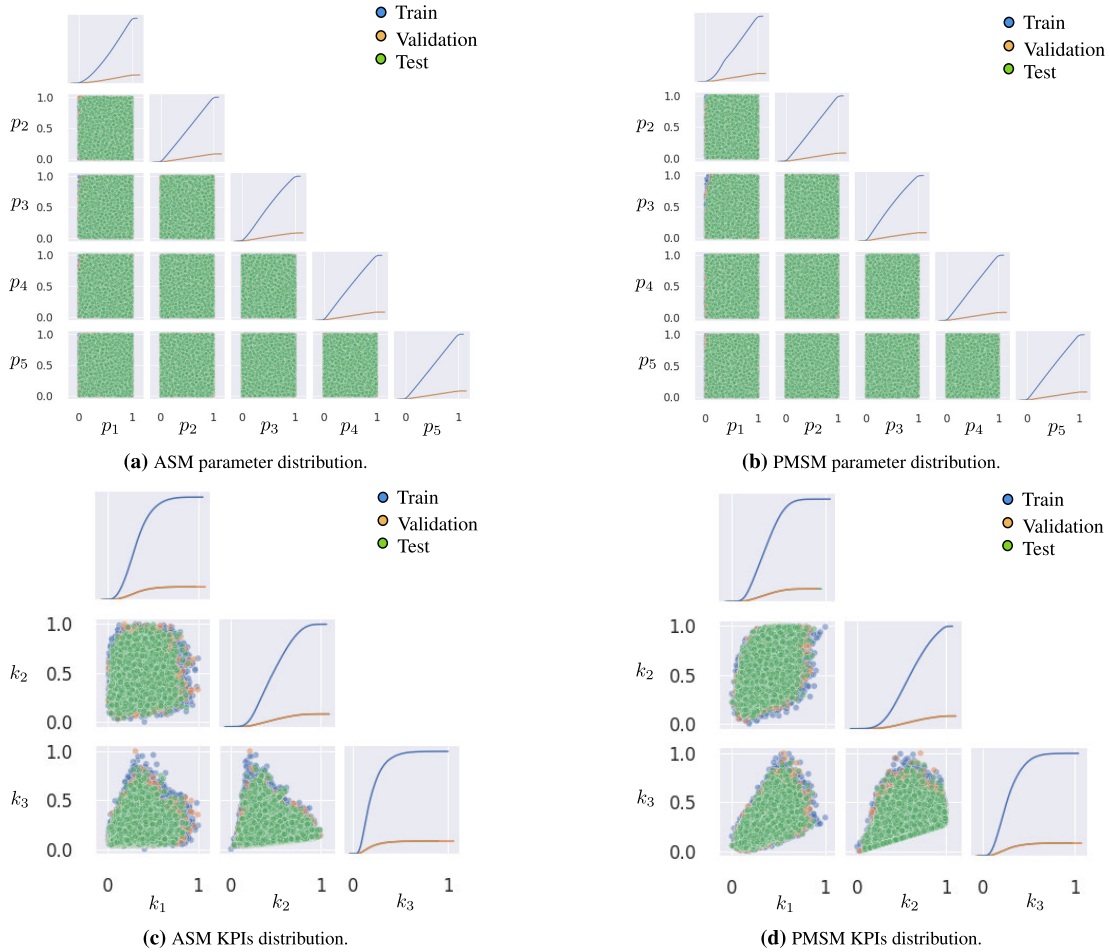 Train
Validation
Test
p2
1.0
0.5
0.0
p3
1.0
0.5
0.0
p4
1.0
0.5
0.0
p5
1.0
0.5
0.0
0 1 0 1 0 1 0 1 0 1
p1 p2 p3 p4 p5
(a) ASM parameter distribution.
Train
Validation
Test
p2
1.0
0.5
0.0
p3
1.0
0.5
0.0
p4
1.0
0.5
0.0
p5
1.0
0.5
0.0
0 1 0 1 0 1 0 1 0 1
p1 p2 p3 p4 p5
(b) PMSM parameter distribution.
Train
Validation
Test
k2
1.0
0.5
0.0
k3
1.0
0.5
0.0
0 1 0 1 0 1
k1 k2 k3
(c) ASM KPIs distribution.
Train
Validation
Test
k2
1.0
0.5
0.0
k3
1.0
0.5
0.0
0 1 0 1 0 1
k1 k2 k3
(d) PMSM KPIs distribution.